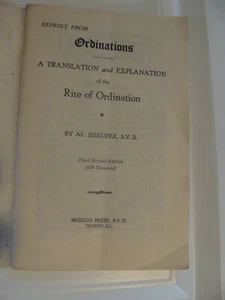 REPRINT FROM
Ordinations
A TRANSLATION and EXPLANATION
of the
Rite of Ordination
BY AL. BISKUPEK, S.V.D.
Third Revised Edition
MISSION PRESS, S.V.D.
TECHNY, ILL.